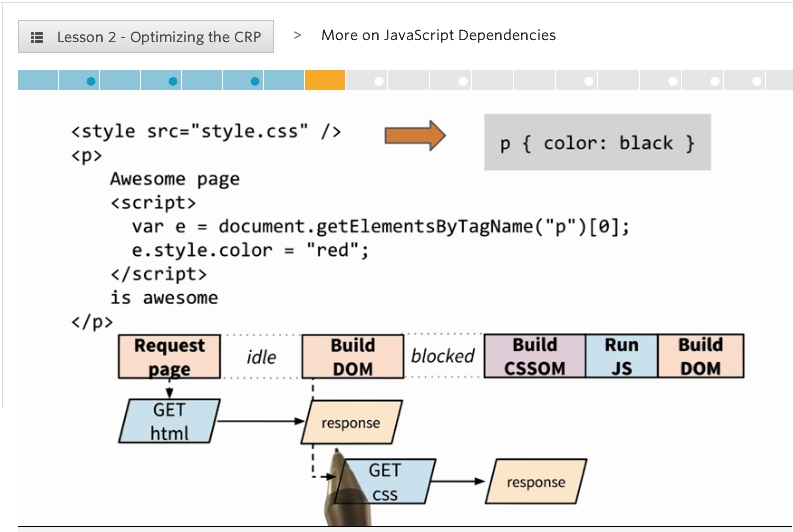 Lesson 2 - Optimizing the CRP > More on JavaScript Dependencies
<style src="style.css" />
p { color: black }
<p>
Awesome page
<script>
var e = document.getElementsByTagName("p")[0];
e.style.color = "red";
</script>
is awesome
</p>
Request page
idle
Build DOM
blocked
Build CSSOM
Run JS
Build DOM
GET html
response
GET css
response